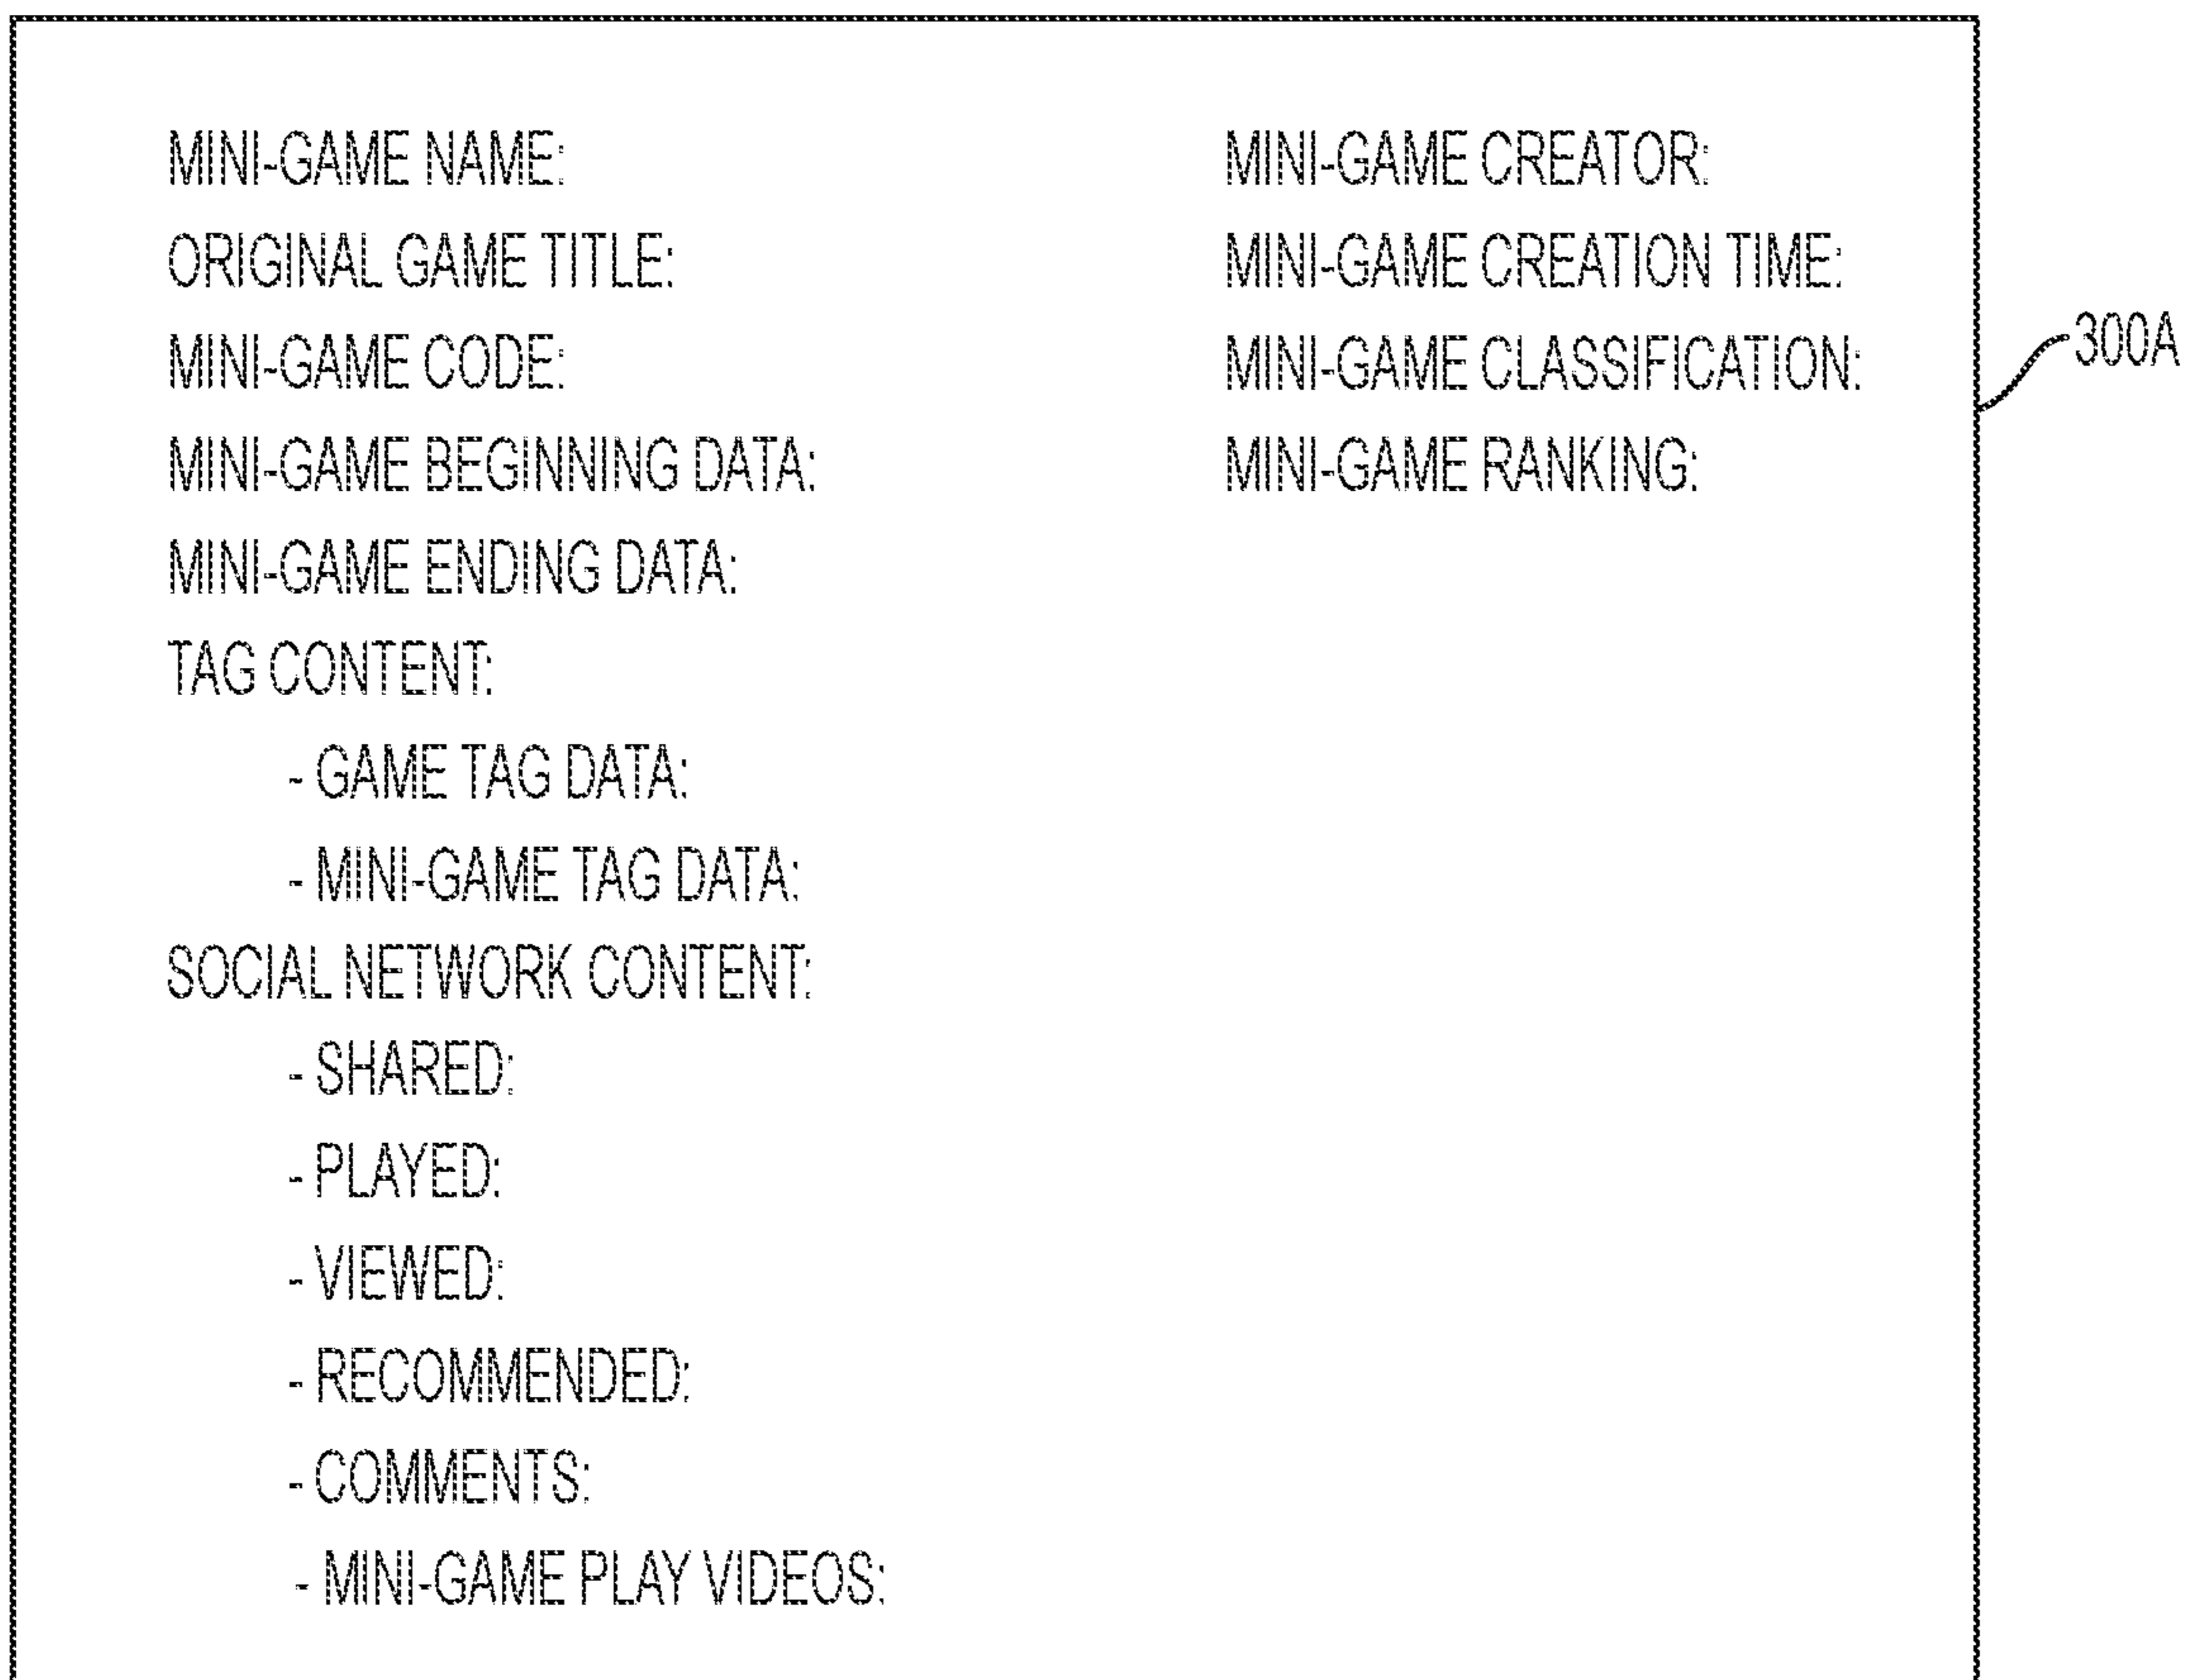 MINI-GAME NAME:
ORIGINAL GAME TITLE:
MINI-GAME CODE:
MINI-GAME BEGINNING DATA:
MINI-GAME ENDING DATA:
TAG CONTENT:
- GAME TAG DATA:
- MINI-GAME TAG DATA:
SOCIAL NETWORK CONTENT:
- SHARED:
- PLAYED:
- VIEWED:
- RECOMMENDED:
- COMMENTS:
- MINI-GAME PLAY VIDEOS:
MINI-GAME CREATOR:
MINI-GAME CREATION TIME:
MINI-GAME CLASSIFICATION:
MINI-GAME RANKING:
300A